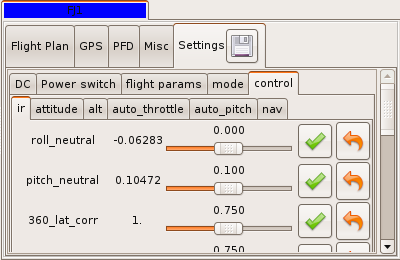 Flight Plan GPS PFD Misc Settings
DC Power switch flight params mode control
ir attitude alt auto_throttle auto_pitch nav
roll_neutral -0.06283 0.000
pitch_neutral 0.10472 0.100
360_lat_corr 1. 0.750
0.750